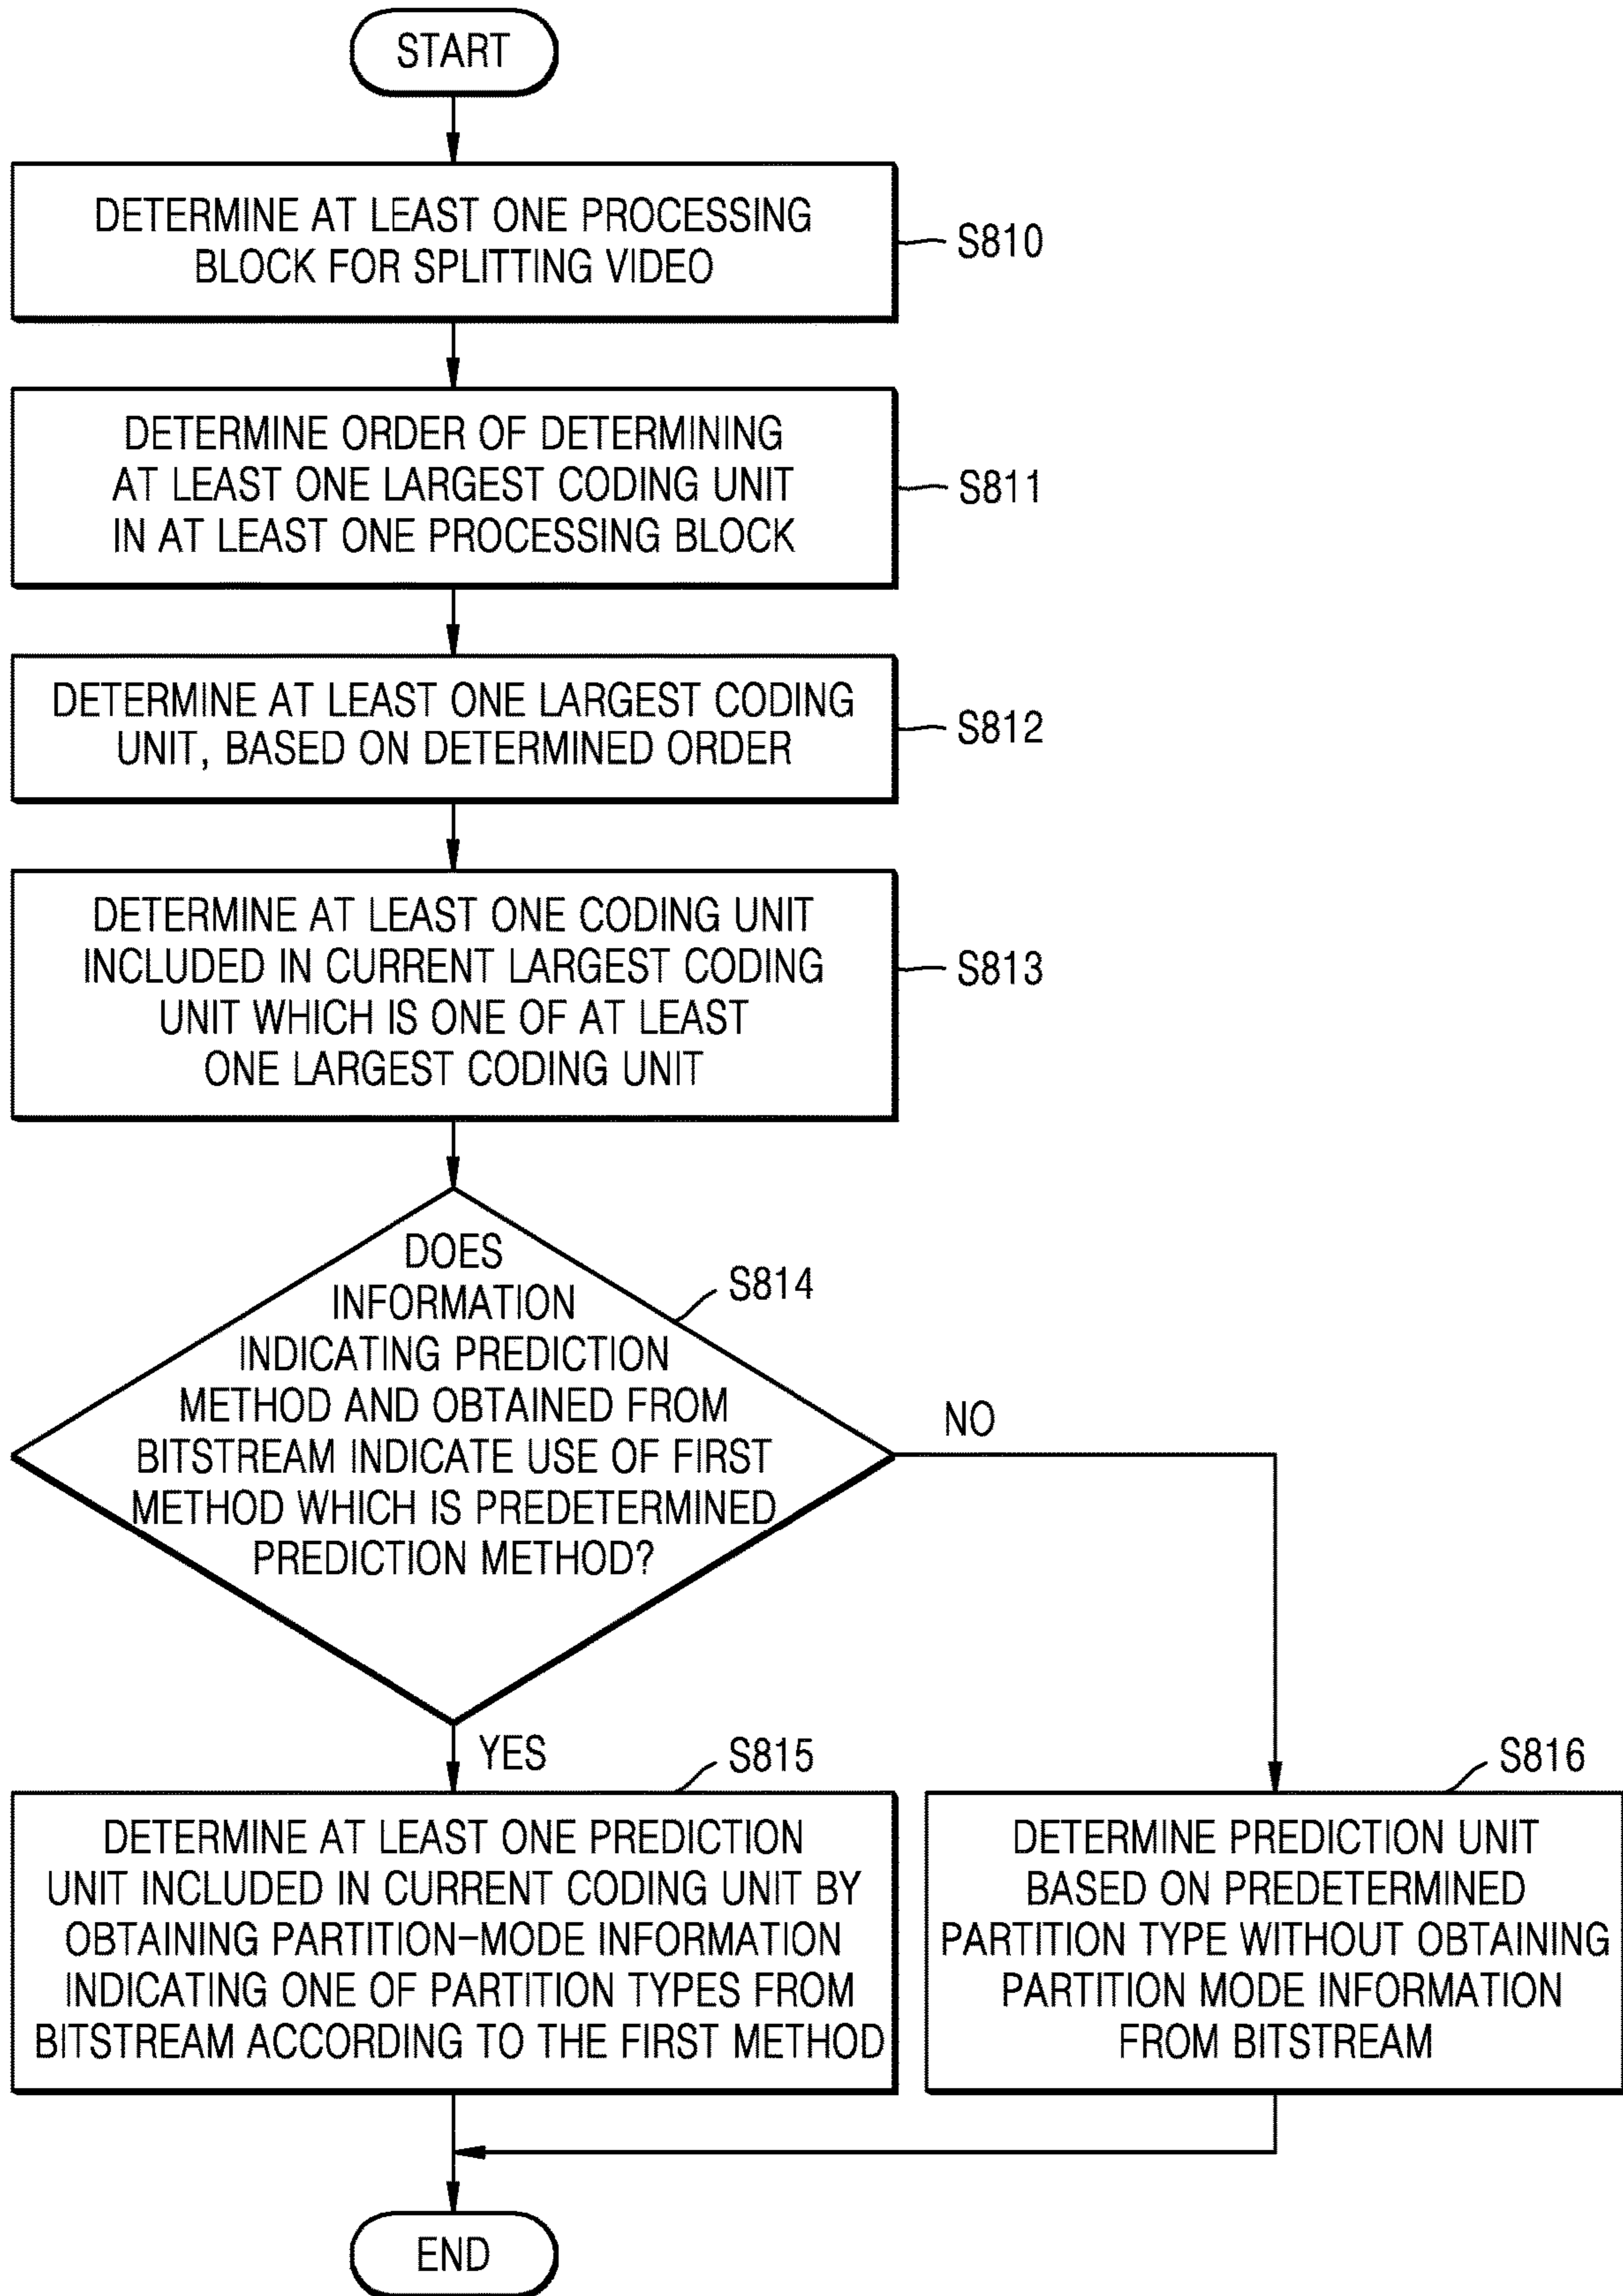 START
DETERMINE AT LEAST ONE PROCESSING
BLOCK FOR SPLITTING VIDEO
S810
DETERMINE ORDER OF DETERMINING
AT LEAST ONE LARGEST CODING UNIT
IN AT LEAST ONE PROCESSING BLOCK
S811
DETERMINE AT LEAST ONE LARGEST CODING
UNIT, BASED ON DETERMINED ORDER
S812
DETERMINE AT LEAST ONE CODING UNIT
INCLUDED IN CURRENT LARGEST CODING
UNIT WHICH IS ONE OF AT LEAST
ONE LARGEST CODING UNIT
S813
DOES
INFORMATION
INDICATING PREDICTION
METHOD AND OBTAINED FROM
BITSTREAM INDICATE USE OF FIRST
METHOD WHICH IS PREDETERMINED
PREDICTION METHOD?
S814
NO
YES
S815
DETERMINE AT LEAST ONE PREDICTION
UNIT INCLUDED IN CURRENT CODING UNIT BY
OBTAINING PARTITION-MODE INFORMATION
INDICATING ONE OF PARTITION TYPES FROM
BITSTREAM ACCORDING TO THE FIRST METHOD
S816
DETERMINE PREDICTION UNIT
BASED ON PREDETERMINED
PARTITION TYPE WITHOUT OBTAINING
PARTITION MODE INFORMATION
FROM BITSTREAM
END